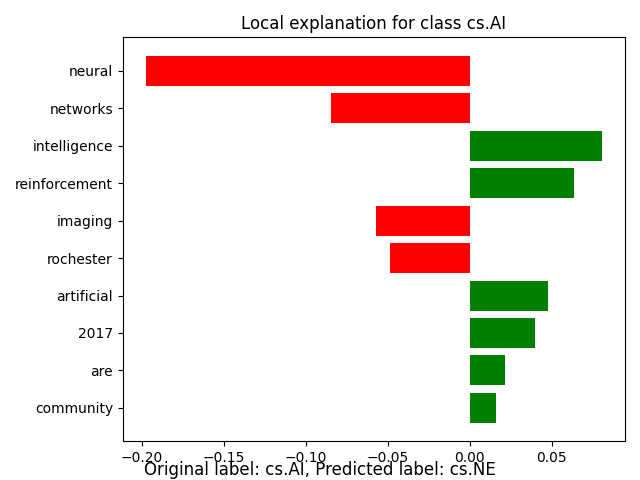 Local explanation for class cs.AI
neural
networks
intelligence
reinforcement
imaging
rochester
artificial
2017
are
community
−0.20 −0.15 −0.10 −0.05 0.00 0.05
Original label: cs.AI, Predicted label: cs.NE